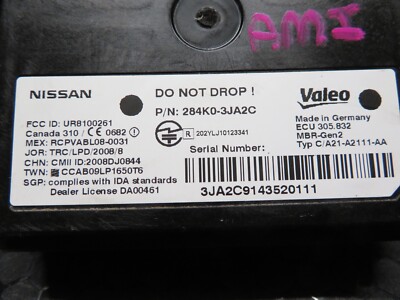 AMI
NISSAN
DO NOT DROP !
P/N: 284K0-3JA2C
Valeo
Made in Germany
ECU 305.832
MBR-Gen2
Typ C/A21-A2111-AA
FCC ID: UR8100261
Canada 310 / CE 0682 !
MEX: RCPVABL08-0031
JOR: TRC/LPD/2008/8
CHN: CMII ID:2008DJ0844
TWN: CCAB09LP1650T6
SGP: complies with IDA standards
Dealer License DA00461
R 202YLJ10123341
Serial Number:
3JA2C9143520111